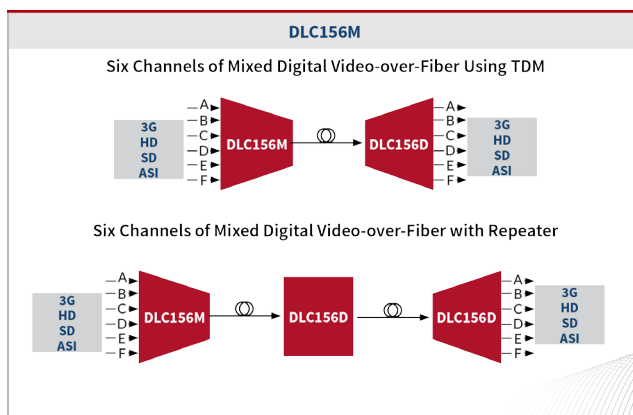 DLC156M
Six Channels of Mixed Digital Video-over-Fiber Using TDM
3G
HD
SD
ASI
A
B
C
D
E
F
DLC156M
DLC156D
A
B
C
D
E
F
3G
HD
SD
ASI
Six Channels of Mixed Digital Video-over-Fiber with Repeater
3G
HD
SD
ASI
A
B
C
D
E
F
DLC156M
DLC156D
DLC156D
A
B
C
D
E
F
3G
HD
SD
ASI